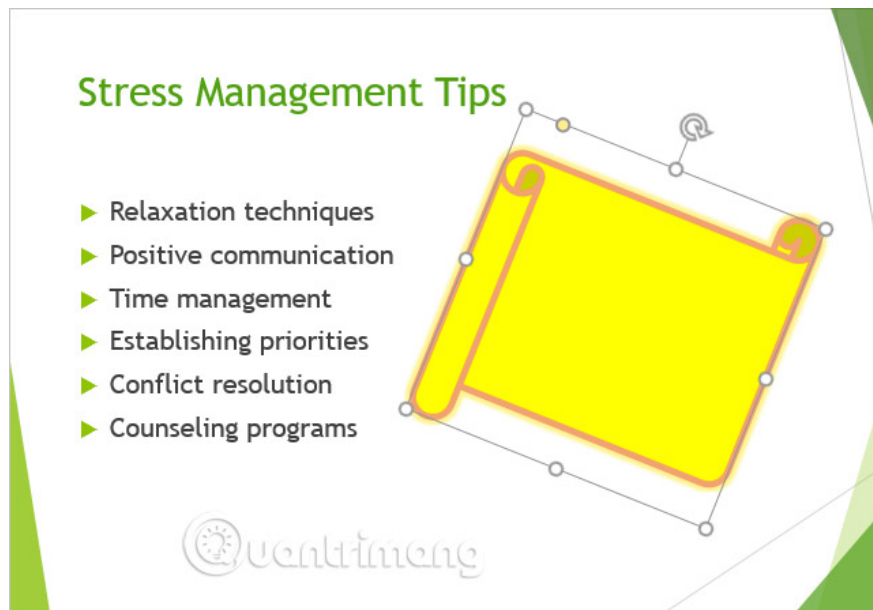 Stress Management Tips
Relaxation techniques
Positive communication
Time management
Establishing priorities
Conflict resolution
Counseling programs
Quantrimang